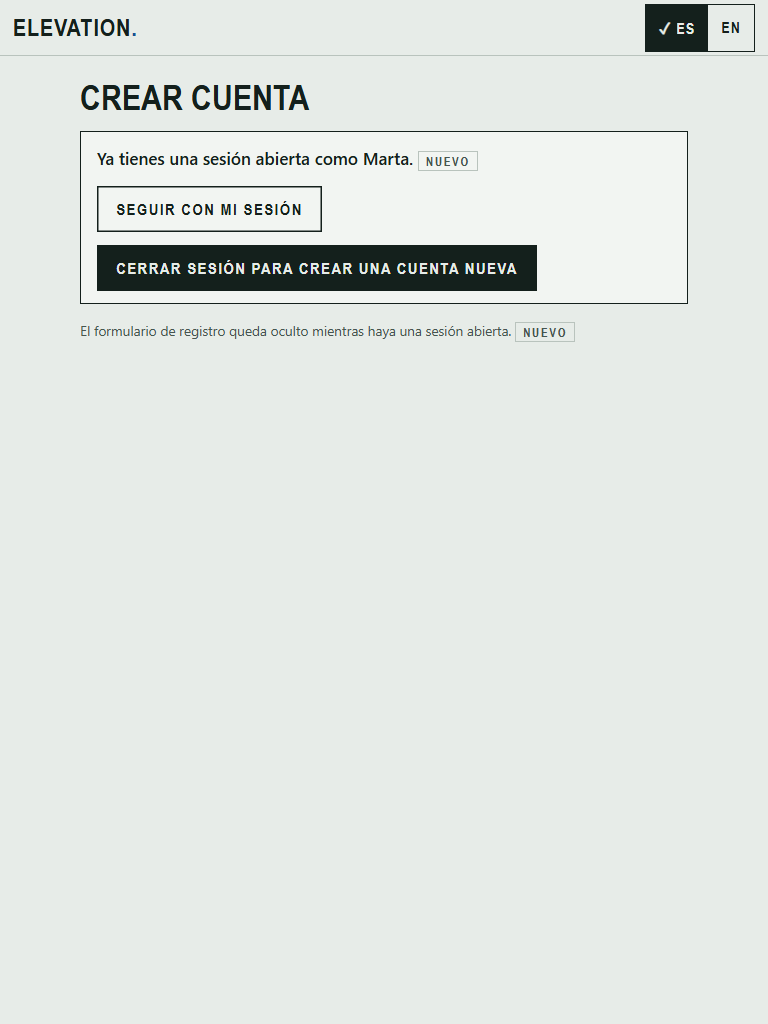 ELEVATION.
✓ ES EN
CREAR CUENTA
Ya tienes una sesión abierta como Marta. NUEVO
SEGUIR CON MI SESIÓN
CERRAR SESIÓN PARA CREAR UNA CUENTA NUEVA
El formulario de registro queda oculto mientras haya una sesión abierta. NUEVO